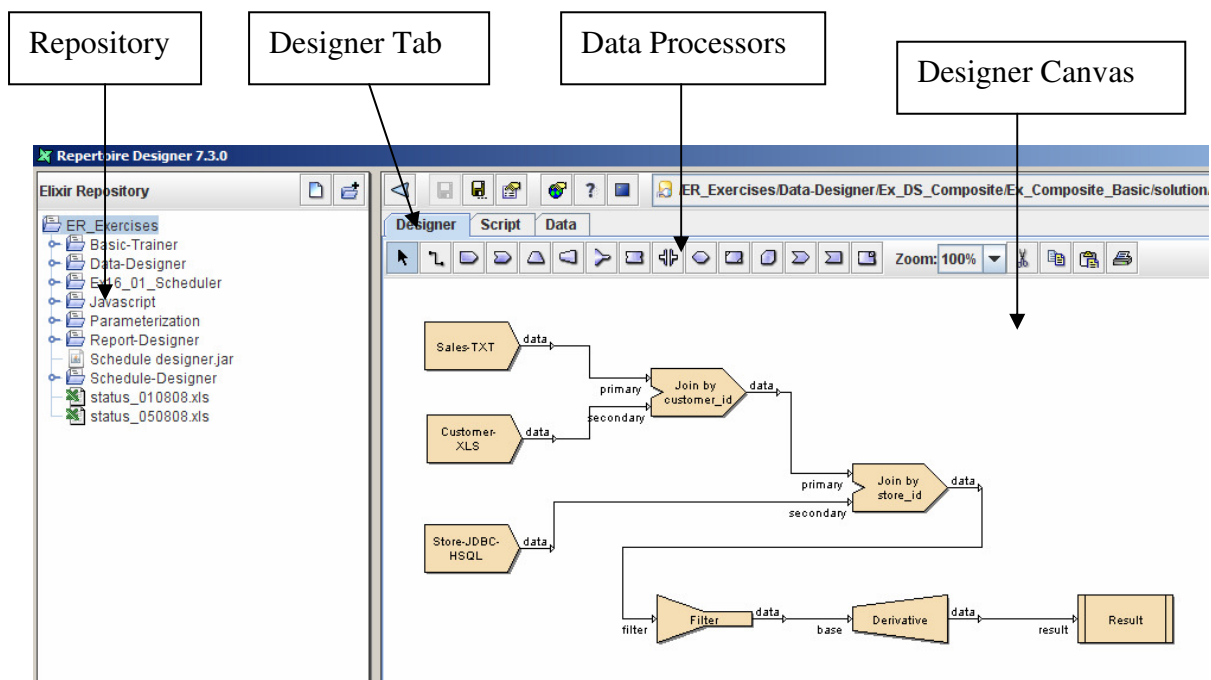 Repository
Designer Tab
Data Processors
Designer Canvas
Repertoire Designer 7.3.0
Elixir Repository
/ER_Exercises/Data-Designer/Ex_DS_Composite/Ex_Composite_Basic/solution/
ER_Exercises
Basic-Trainer
Data-Designer
Ex16_01_Scheduler
Javascript
Parameterization
Report-Designer
Schedule designer.jar
Schedule-Designer
status_010808.xls
status_050808.xls
Designer
Script
Data
Zoom: 100%
Sales-TXT
data
primary
Join by
customer_id
data
Customer-
XLS
data
secondary
primary
Join by
store_id
data
secondary
Store-JDBC-
HSQL
data
filter
Filter
data
base
Derivative
data
result
Result